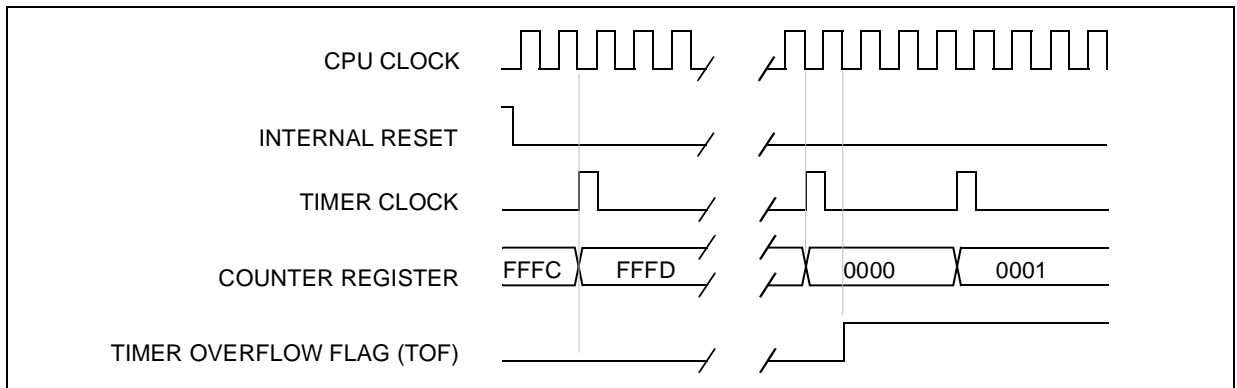 CPU CLOCK
INTERNAL RESET
TIMER CLOCK
COUNTER REGISTER FFFC FFFD 0000 0001
TIMER OVERFLOW FLAG (TOF)